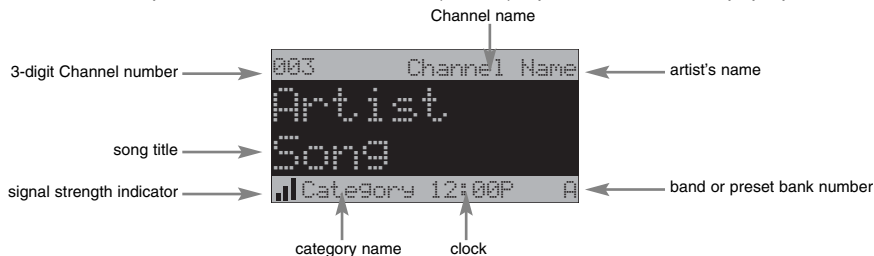 Channel name
3-digit Channel number
003 Channel Name
artist's name
Artist
song title
Song
signal strength indicator
Category 12:00P A
band or preset bank number
category name
clock